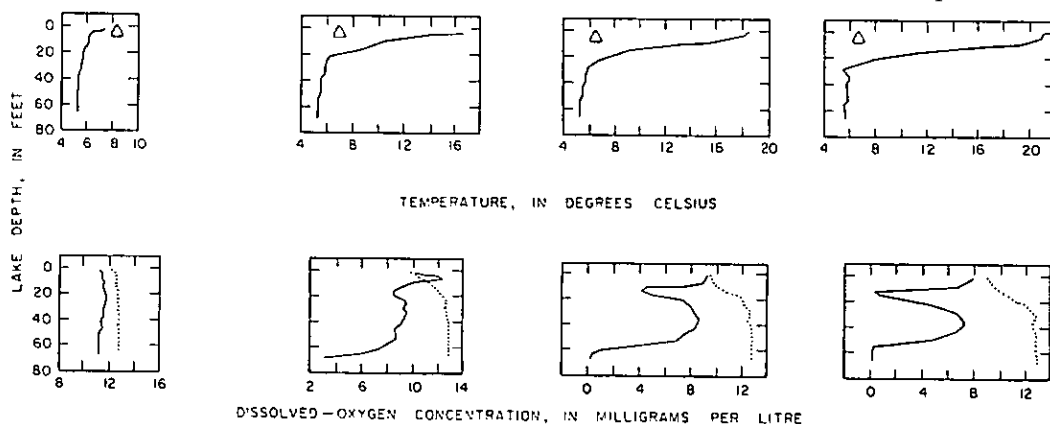 0
20
40
60
80
4 6 8 10
4 8 12 16
4 8 12 16 20
4 8 12 16 20
TEMPERATURE, IN DEGREES CELSIUS
LAKE DEPTH, IN FEET
0
20
40
60
80
8 12 16
2 6 10 14
0 4 8 12
0 4 8 12
D'SSOLVED-OXYGEN CONCENTRATION, IN MILLIGRAMS PER LITRE